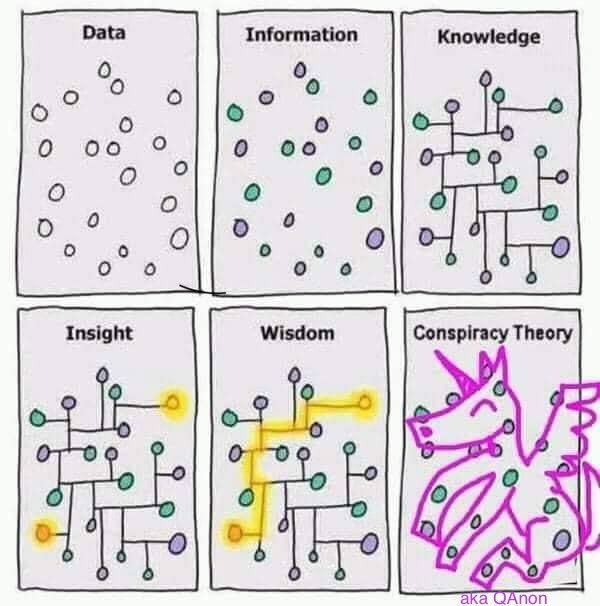 Data
Information
Knowledge
Insight
Wisdom
Conspiracy Theory
aka QAnon